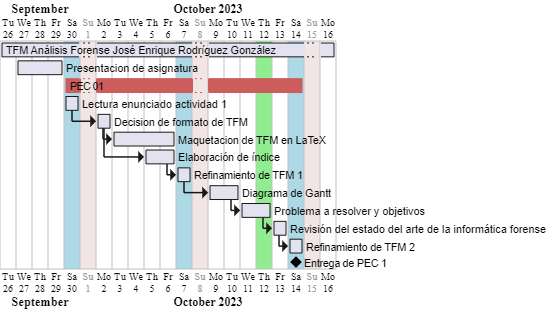 September October 2023
Tu We Th Fr Sa Su Mo Tu We Th Fr Sa Su Mo Tu We Th Fr Sa Su Mo
26 27 28 29 30 1 2 3 4 5 6 7 8 9 10 11 12 13 14 15 16
TFM Análisis Forense José Enrique Rodríguez González
Presentacion de asignatura
PEC 01
Lectura enunciado actividad 1
Decision de formato de TFM
Maquetacion de TFM en LaTeX
Elaboración de índice
Refinamiento de TFM 1
Diagrama de Gantt
Problema a resolver y objetivos
Revisión del estado del arte de la informática forense
Refinamiento de TFM 2
Entrega de PEC 1
Tu We Th Fr Sa Su Mo Tu We Th Fr Sa Su Mo Tu We Th Fr Sa Su Mo
26 27 28 29 30 1 2 3 4 5 6 7 8 9 10 11 12 13 14 15 16
September October 2023